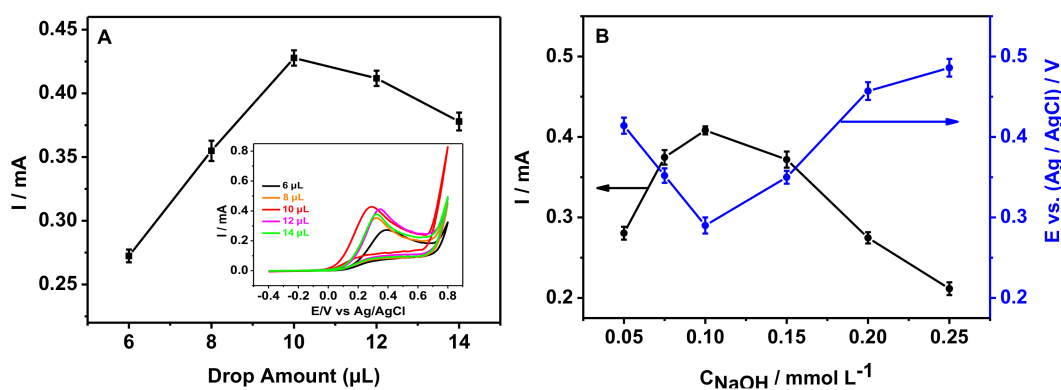 A
I / mA
0.45
0.40
0.35
0.30
0.25
6 8 10 12 14
Drop Amount (µL)
I / mA
0.8
0.6
0.4
0.2
0.0
6 µL
8 µL
10 µL
12 µL
14 µL
-0.4 -0.2 0.0 0.2 0.4 0.6 0.8
E/V vs Ag/AgCl
B
I / mA
0.5
0.4
0.3
0.2
0.05 0.10 0.15 0.20 0.25
C_NaOH / mmol L⁻¹
0.5
0.4
0.3
0.2
E vs. (Ag / AgCl) / V